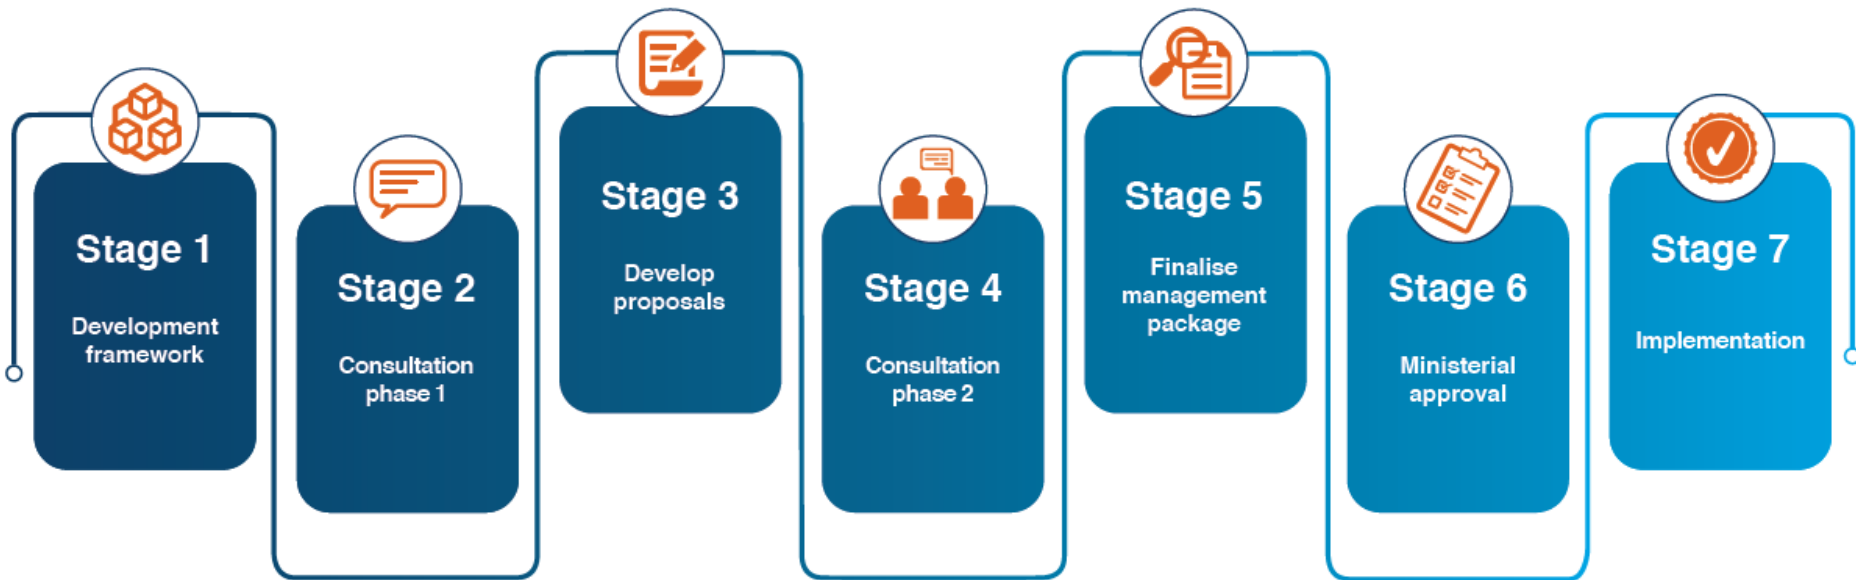 Stage 1
Development
framework
Stage 2
Consultation
phase 1
Stage 3
Develop
proposals
Stage 4
Consultation
phase 2
Stage 5
Finalise
management
package
Stage 6
Ministerial
approval
Stage 7
Implementation